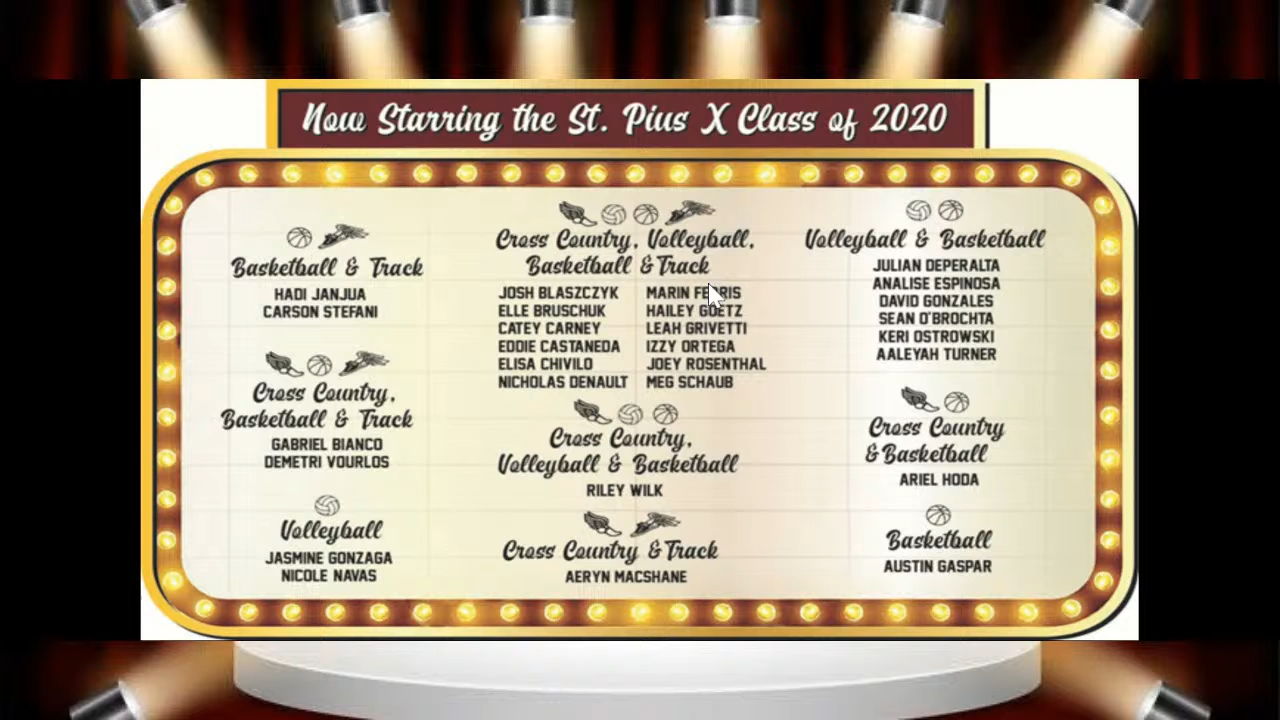 Now Starring the St. Pius X Class of 2020
Basketball & Track
HADI JANJUA
CARSON STEFANI
Cross Country,
Basketball & Track
GABRIEL BIANCO
DEMETRI VOURLOS
Volleyball
JASMINE GONZAGA
NICOLE NAVAS
Cross Country, Volleyball,
Basketball & Track
JOSH BLASZCZYK
ELLE BRUSCHUK
CATEY CARNEY
EDDIE CASTANEDA
ELISA CHIVILO
NICHOLAS DENAULT
MARIN
HAILEY GOETZ
LEAH GRIVETTI
IZZY ORTEGA
JOEY ROSENTHAL
MEG SCHAUB
Cross Country,
Volleyball & Basketball
RILEY WILK
Cross Country & Track
AERYN MACSHANE
Volleyball & Basketball
JULIAN DEPERALTA
ANALISE ESPINOSA
DAVID GONZALES
SEAN O'BROCHTA
KERI OSTROWSKI
AALEYAH TURNER
Cross Country
& Basketball
ARIEL HODA
Basketball
AUSTIN GASPAR